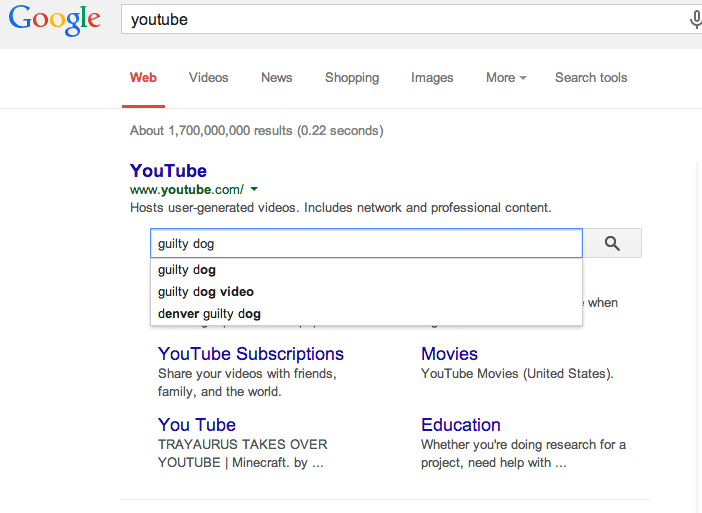 Google
youtube
Web Videos News Shopping Images More Search tools
About 1,700,000,000 results (0.22 seconds)
YouTube
www.youtube.com/
Hosts user-generated videos. Includes network and professional content.
guilty dog
guilty dog
guilty dog video
denver guilty dog
when
YouTube Subscriptions
Share your videos with friends,
family, and the world.
Movies
YouTube Movies (United States).
You Tube
TRAYAURUS TAKES OVER
YOUTUBE | Minecraft. by ...
Education
Whether you're doing research for a
project, need help with ...